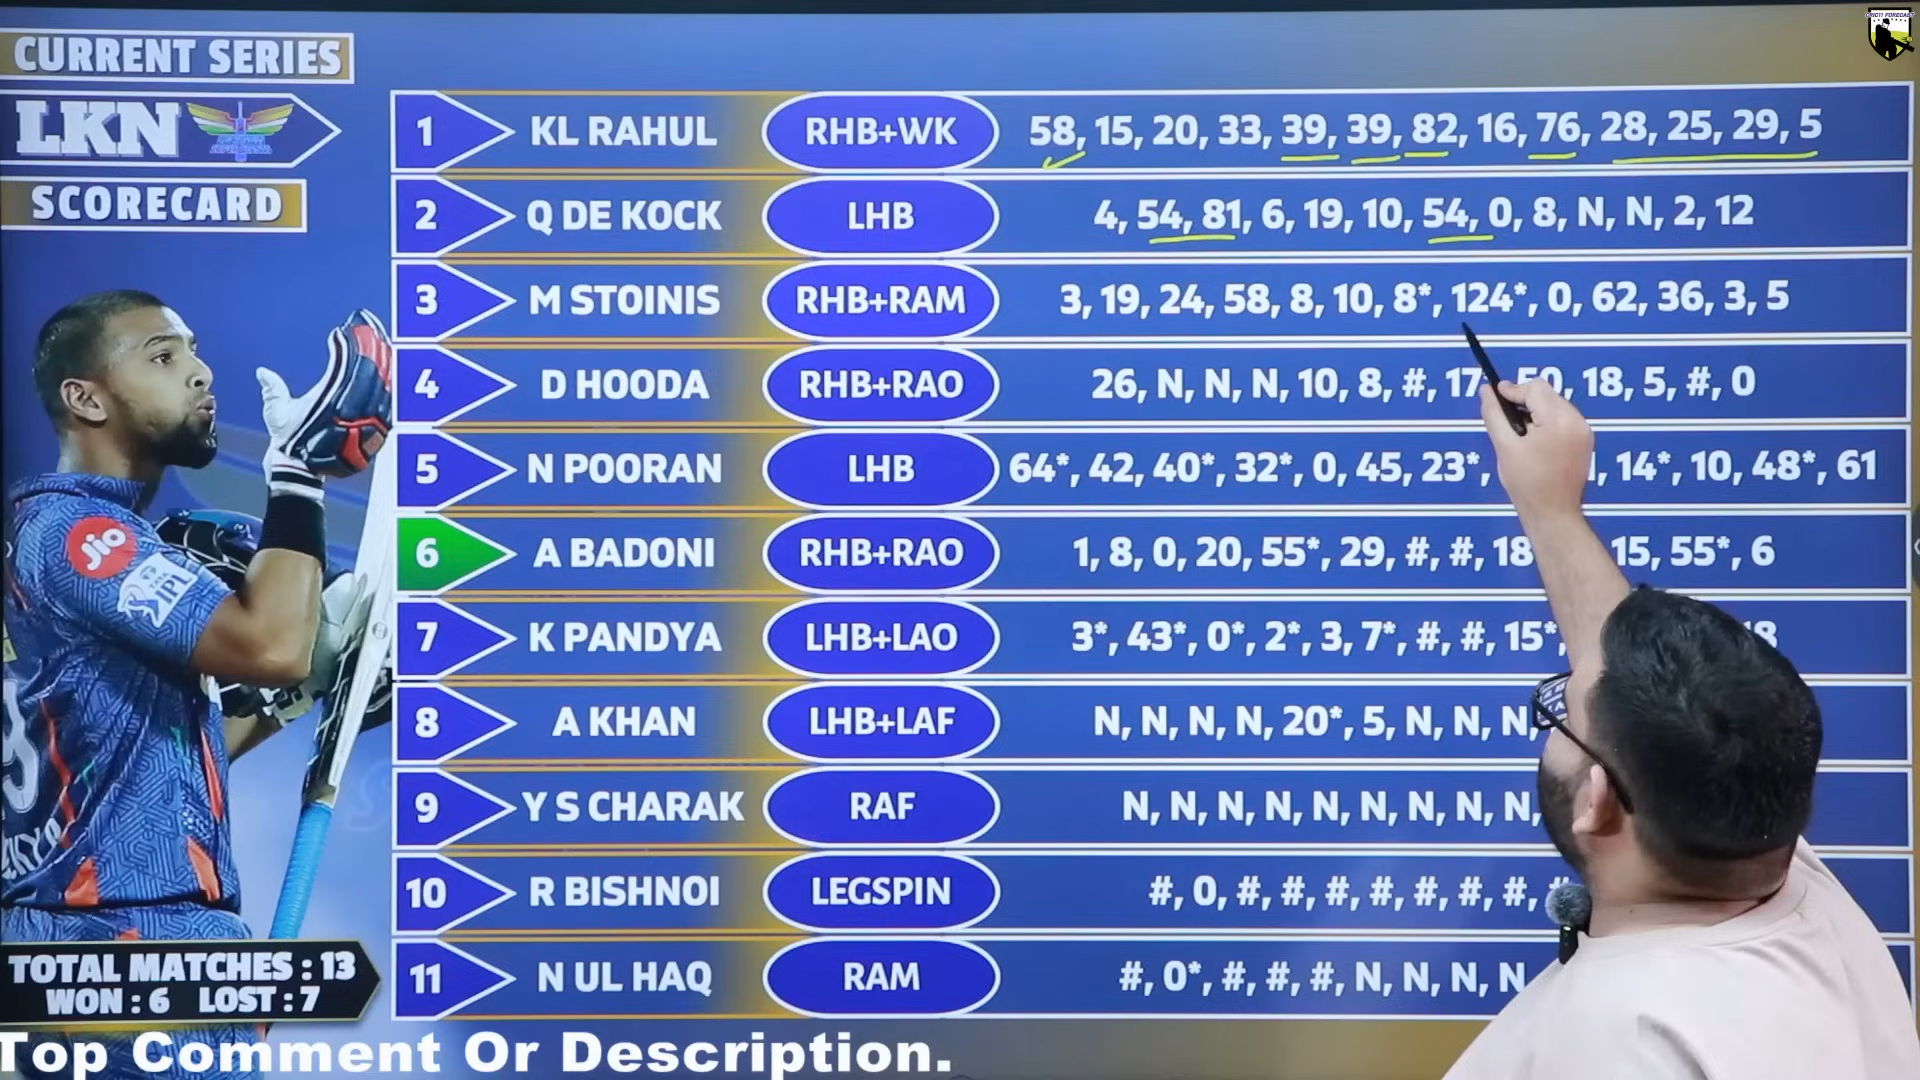 CRIC11 FORECAST
CURRENT SERIES
LKN
SCORECARD
1 KL RAHUL RHB+WK 58, 15, 20, 33, 39, 39, 82, 16, 76, 28, 25, 29, 5
2 Q DE KOCK LHB 4, 54, 81, 6, 19, 10, 54, 0, 8, N, N, 2, 12
3 M STOINIS RHB+RAM 3, 19, 24, 58, 8, 10, 8*, 124*, 0, 62, 36, 3, 5
4 D HOODA RHB+RAO 26, N, N, N, 10, 8, #, 17 50, 18, 5, #, 0
5 N POORAN LHB 64*, 42, 40*, 32*, 0, 45, 23*, , 14*, 10, 48*, 61
6 A BADONI RHB+RAO 1, 8, 0, 20, 55*, 29, #, #, 18 15, 55*, 6
7 K PANDYA LHB+LAO 3*, 43*, 0*, 2*, 3, 7*, #, #, 15*, 8
8 A KHAN LHB+LAF N, N, N, N, 20*, 5, N, N, N,
9 Y S CHARAK RAF N, N, N, N, N, N, N, N, N,
10 R BISHNOI LEGSPIN #, 0, #, #, #, #, #, #, #, #
11 N UL HAQ RAM #, 0*, #, #, #, N, N, N, N
Jio
TATA
IPL
TOTAL MATCHES : 13
WON : 6 LOST : 7
Top Comment Or Description.